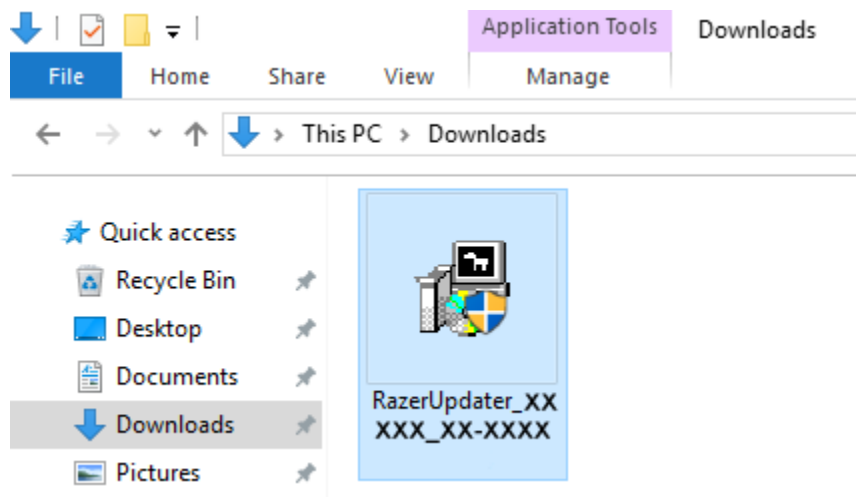 Application Tools
Downloads
File
Home
Share
View
Manage
This PC
Downloads
Quick access
Recycle Bin
Desktop
Documents
Downloads
Pictures
RazerUpdater_XX
XXX_XX-XXXX